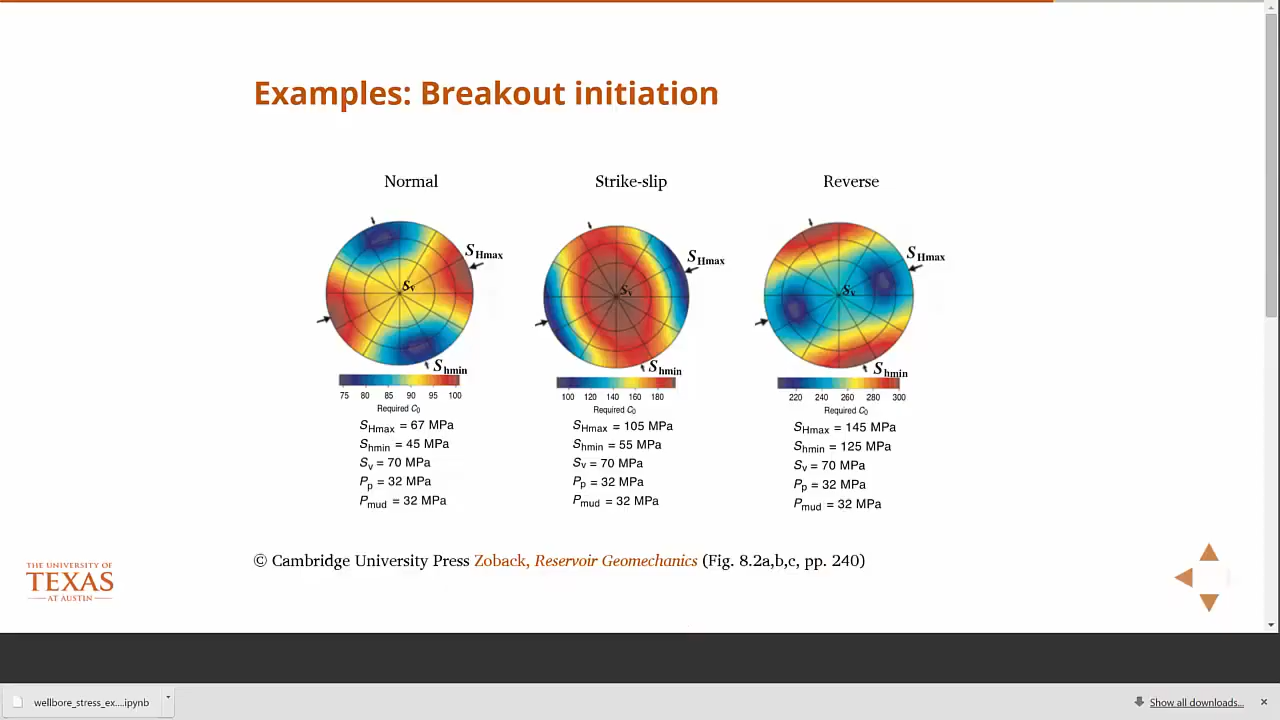 Examples: Breakout initiation
Normal
Strike-slip
Reverse
SHmax
Sv
Shmin
75 80 85 90 95 100
Required C0
SHmax = 67 MPa
Shmin = 45 MPa
Sv = 70 MPa
Pp = 32 MPa
Pmud = 32 MPa
SHmax
Sv
Shmin
100 120 140 160 180
Required C0
SHmax = 105 MPa
Shmin = 55 MPa
Sv = 70 MPa
Pp = 32 MPa
Pmud = 32 MPa
SHmax
Sv
Shmin
220 240 260 280 300
Required C0
SHmax = 145 MPa
Shmin = 125 MPa
Sv = 70 MPa
Pp = 32 MPa
Pmud = 32 MPa
© Cambridge University Press Zoback, Reservoir Geomechanics (Fig. 8.2a,b,c, pp. 240)
THE UNIVERSITY OF
TEXAS
AT AUSTIN
wellbore_stress_ex....ipynb
Show all downloads...